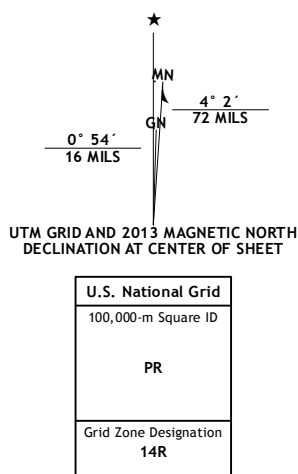 ★
MN
GN
4° 2´
72 MILS
0° 54´
16 MILS
UTM GRID AND 2013 MAGNETIC NORTH
DECLINATION AT CENTER OF SHEET
U.S. National Grid
100,000-m Square ID
PR
Grid Zone Designation
14R